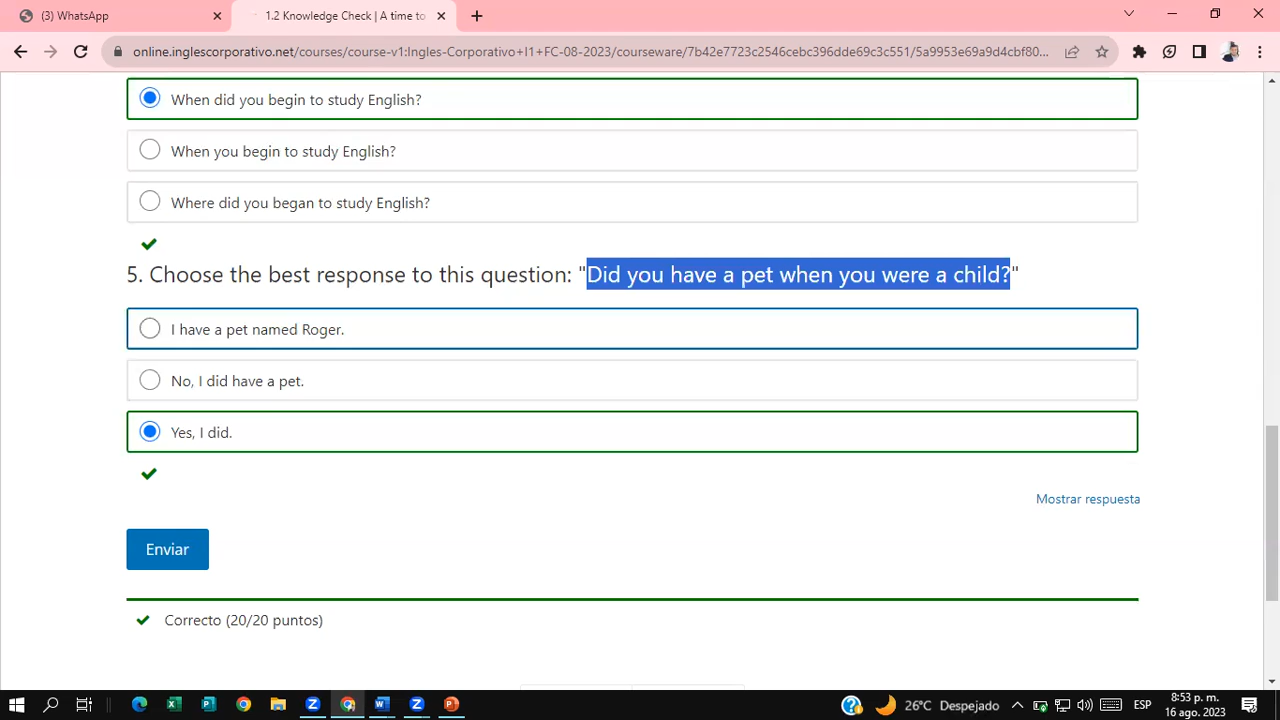 (3) WhatsApp
1.2 Knowledge Check | A time to
online.inglescorporativo.net/courses/course-v1:Ingles-Corporativo+I1+FC-08-2023/courseware/7b42e7723c2546cebc396dde69c3c551/5a9953e69a9d4cbf80...
When did you begin to study English?
When you begin to study English?
Where did you began to study English?
5. Choose the best response to this question: "Did you have a pet when you were a child?"
I have a pet named Roger.
No, I did have a pet.
Yes, I did.
Mostrar respuesta
Enviar
Correcto (20/20 puntos)
26°C Despejado
ESP
8:53 p. m.
16 ago. 2023